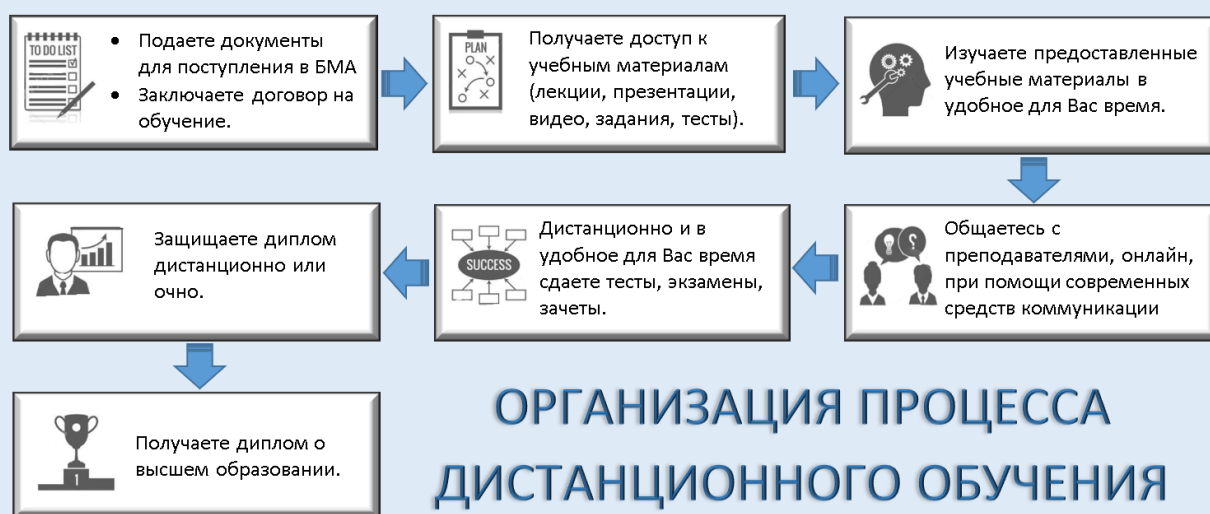 TO DO LIST
• Подаете документы
для поступления в БМА
• Заключаете договор на
обучение.
PLAN
Получаете доступ к
учебным материалам
(лекции, презентации,
видео, задания, тесты).
Изучаете предоставленные
учебные материалы в
удобное для Вас время.
Общаетесь с
преподавателями, онлайн,
при помощи современных
средств коммуникации
SUCCESS
Дистанционно и в
удобное для Вас время
сдаете тесты, экзамены,
зачеты.
Защищаете диплом
дистанционно или
очно.
1
Получаете диплом о
высшем образовании.
ОРГАНИЗАЦИЯ ПРОЦЕССА
ДИСТАНЦИОННОГО ОБУЧЕНИЯ